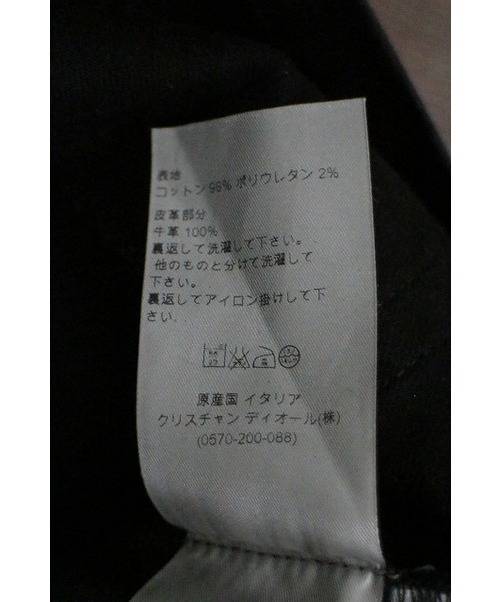 表地
コットン 98% ポリウレタン 2%
皮革部分
牛革 100%
裏返して洗濯して下さい。
他のものと分けて洗濯して
下さい。
裏返してアイロン掛けして下
さい.
原産国 イタリア
クリスチャン ディオール(株)
(0570-200-088)